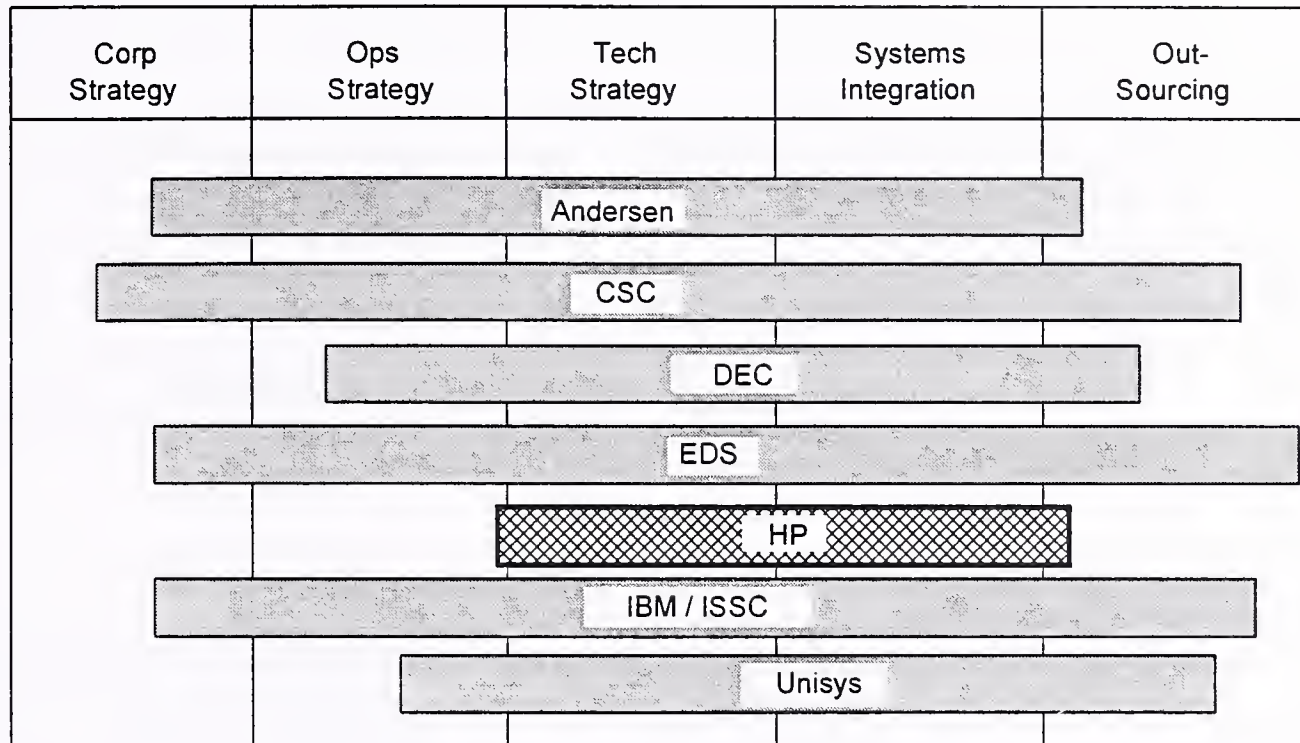 Corp
Strategy
Ops
Strategy
Tech
Strategy
Systems
Integration
Out-
Sourcing
Andersen
CSC
DEC
EDS
HP
IBM / ISSC
Unisys